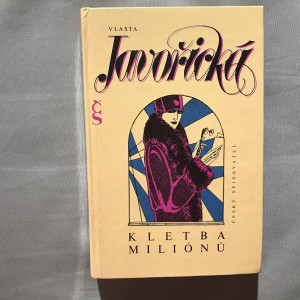 VLASTA
Javořická
ČS
ČESKÝ SPISOVATEL
KLETBA
MILIÓNŮ